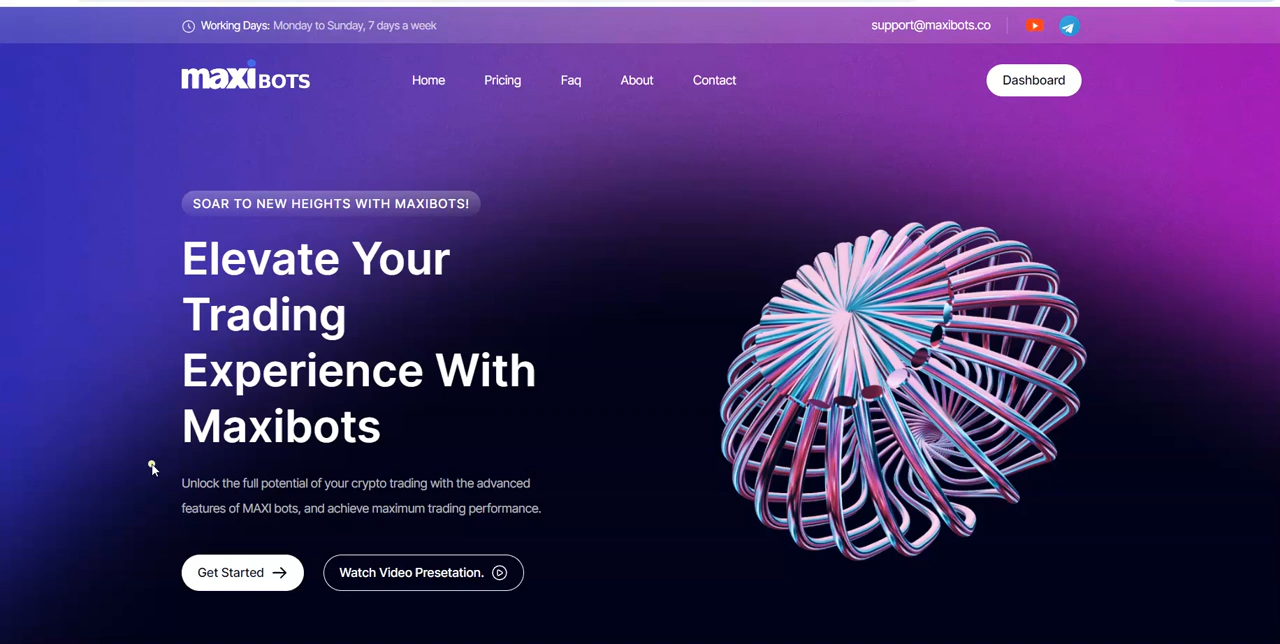 Working Days: Monday to Sunday, 7 days a week
support@maxibots.co
maxi BOTS
Home
Pricing
Faq
About
Contact
Dashboard
SOAR TO NEW HEIGHTS WITH MAXIBOTS!
Elevate Your
Trading
Experience With
Maxibots
Unlock the full potential of your crypto trading with the advanced
features of MAXI bots, and achieve maximum trading performance.
Get Started
Watch Video Presetation.